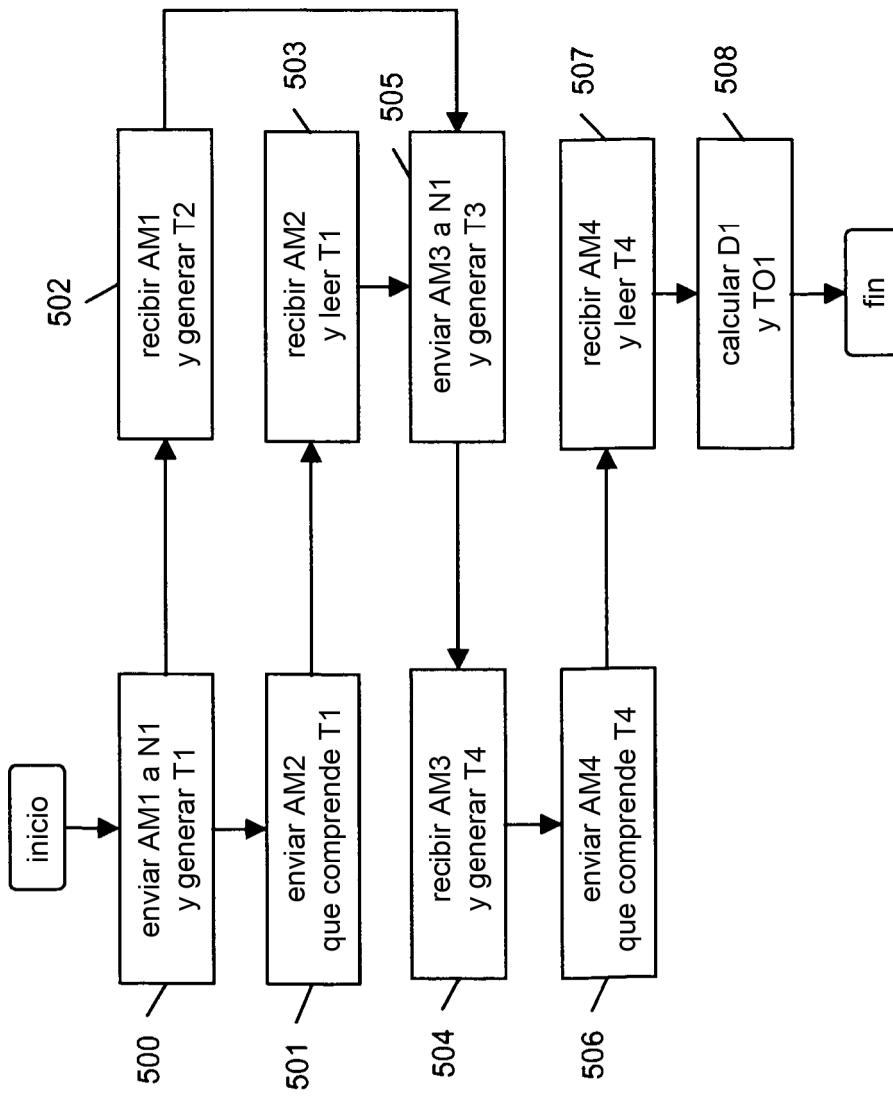 inicio
500
enviar AM1 a N1
y generar T1
502
recibir AM1
y generar T2
501
enviar AM2
que comprende T1
503
recibir AM2
y leer T1
505
enviar AM3 a N1
y generar T3
504
recibir AM3
y generar T4
506
enviar AM4
que comprende T4
507
recibir AM4
y leer T4
508
calcular D1
y TO1
fin